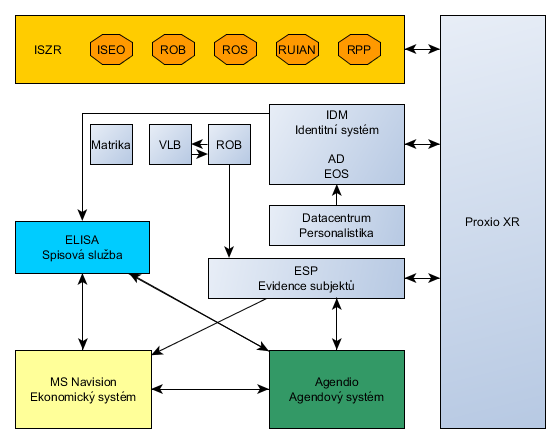 ISZR
ISEO
ROB
ROS
RUIAN
RPP
IDM
Identitní systém
AD
EOS
Matrika
VLB
ROB
Proxio XR
Datacentrum
Personalistika
ELISA
Spisová služba
ESP
Evidence subjektů
MS Navision
Ekonomický systém
Agendio
Agendový systém